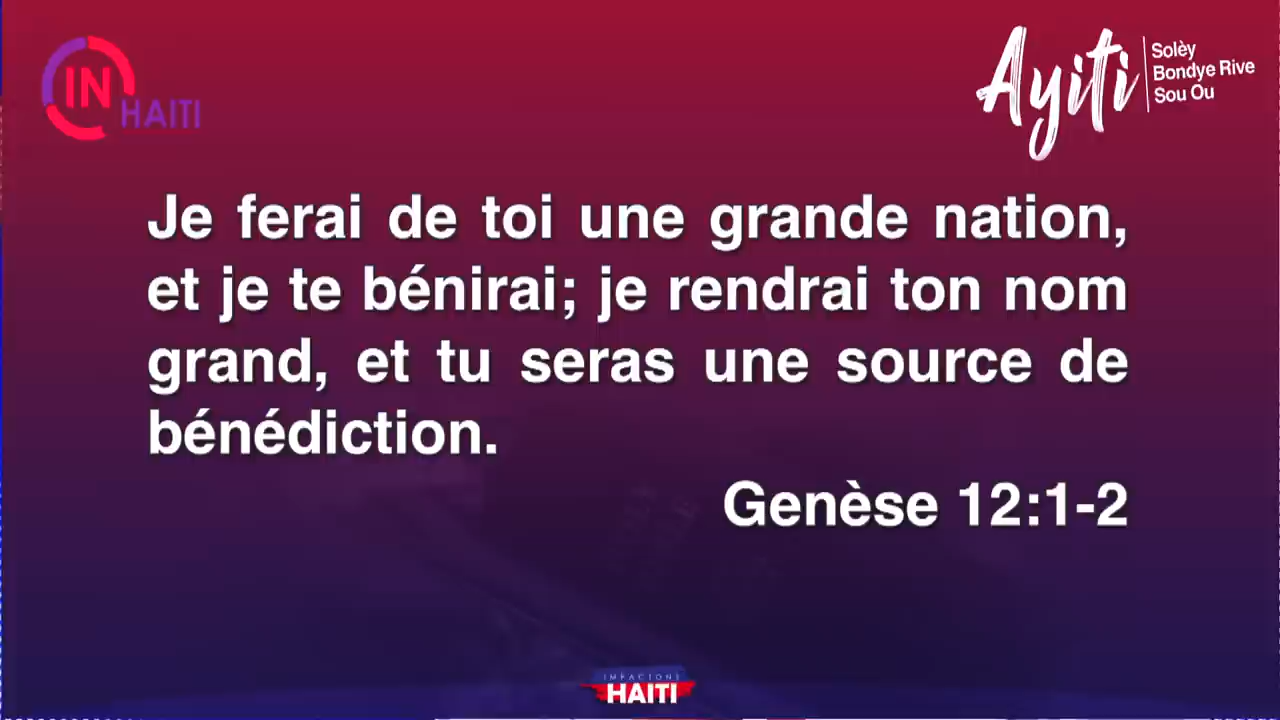 IN
HAITI
Ayiti
Solèy
Bondye Rive
Sou Ou
Je ferai de toi une grande nation,
et je te bénirai; je rendrai ton nom
grand, et tu seras une source de
bénédiction.
Genèse 12:1-2
IMPACTONS
HAITI